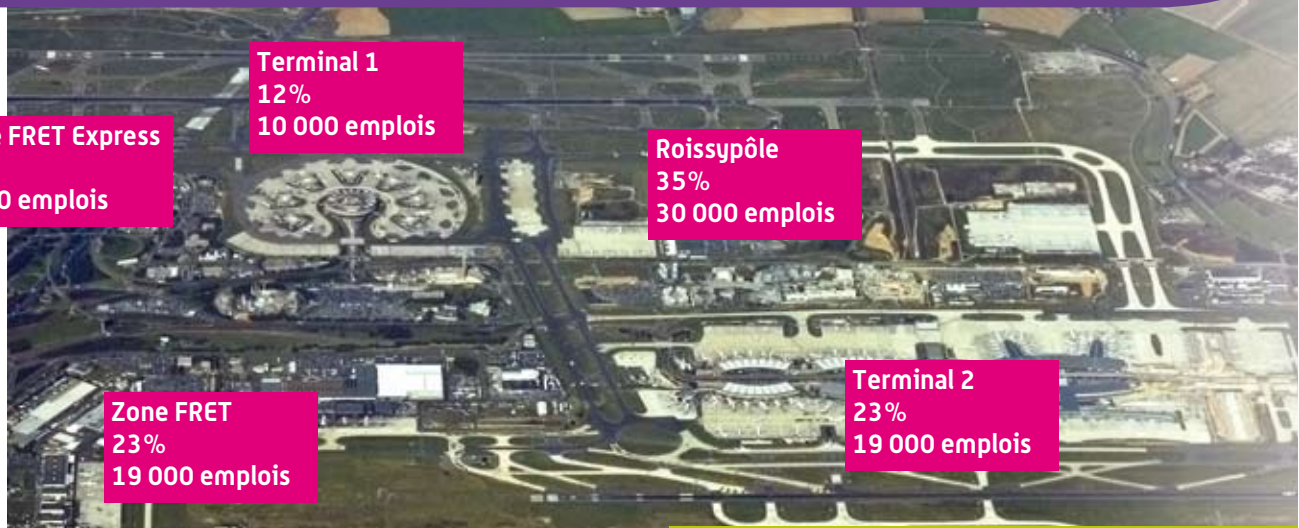 Terminal 1
12%
10 000 emplois
FRET Express
0 emplois
Roissypôle
35%
30 000 emplois
Terminal 2
23%
19 000 emplois
Zone FRET
23%
19 000 emplois